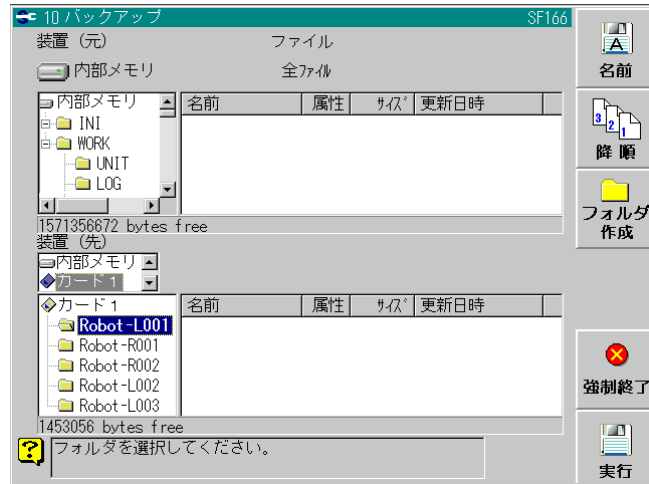 10 バックアップ SF166
装置（元） ファイル
内部メモリ 全ﾌｧｲﾙ
内部メモリ 名前 属性 ｻｲｽﾞ 更新日時
INI
WORK
UNIT
LOG
1571356672 bytes free
装置（先）
内部メモリ
カード1
カード1 名前 属性 ｻｲｽﾞ 更新日時
Robot-L001
Robot-R001
Robot-R002
Robot-L002
Robot-L003
1453056 bytes free
フォルダを選択してください。
A
名前
3 2 1
降 順
フォルダ
作成
強制終了
実行